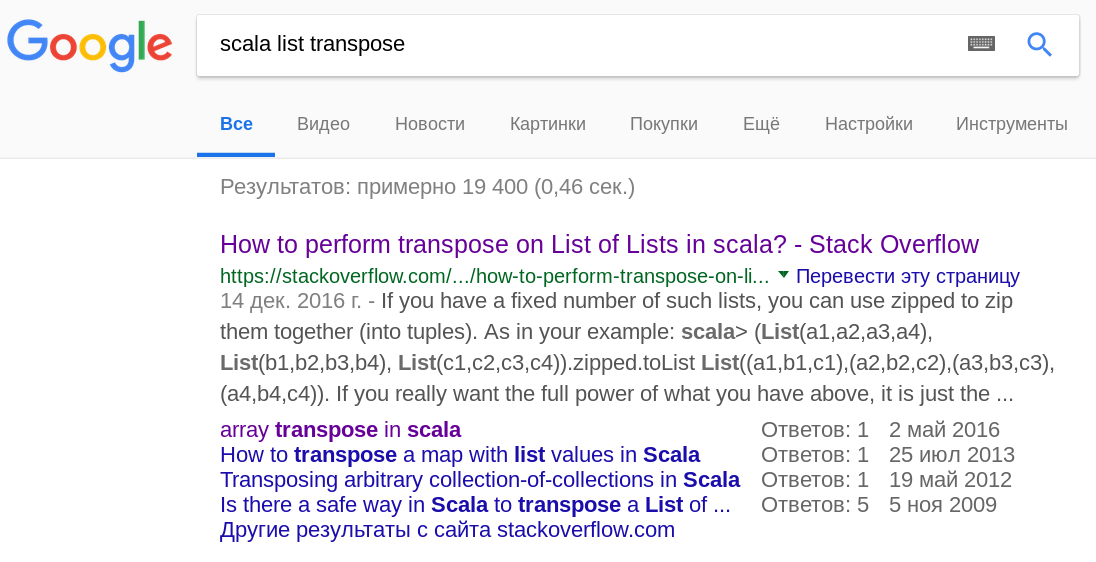 Google
scala list transpose
Все Видео Новости Картинки Покупки Ещё Настройки Инструменты
Результатов: примерно 19 400 (0,46 сек.)
How to perform transpose on List of Lists in scala? - Stack Overflow
https://stackoverflow.com/.../how-to-perform-transpose-on-li... Перевести эту страницу
14 дек. 2016 г. - If you have a fixed number of such lists, you can use zipped to zip
them together (into tuples). As in your example: scala> (List(a1,a2,a3,a4),
List(b1,b2,b3,b4), List(c1,c2,c3,c4)).zipped.toList List((a1,b1,c1),(a2,b2,c2),(a3,b3,c3),
(a4,b4,c4)). If you really want the full power of what you have above, it is just the ...
array transpose in scala Ответов: 1 2 май 2016
How to transpose a map with list values in Scala Ответов: 1 25 июл 2013
Transposing arbitrary collection-of-collections in Scala Ответов: 1 19 май 2012
Is there a safe way in Scala to transpose a List of ... Ответов: 5 5 ноя 2009
Другие результаты с сайта stackoverflow.com